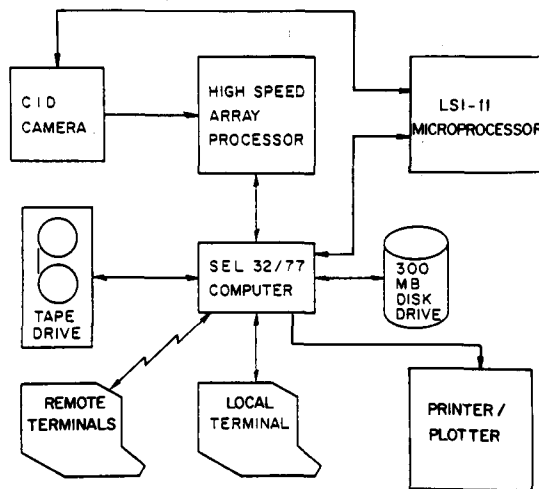 CID
CAMERA
HIGH SPEED
ARRAY
PROCESSOR
LSI-11
MICROPROCESSOR
TAPE
DRIVE
SEL 32/77
COMPUTER
300
MB
DISK
DRIVE
REMOTE
TERMINALS
LOCAL
TERMINAL
PRINTER/
PLOTTER